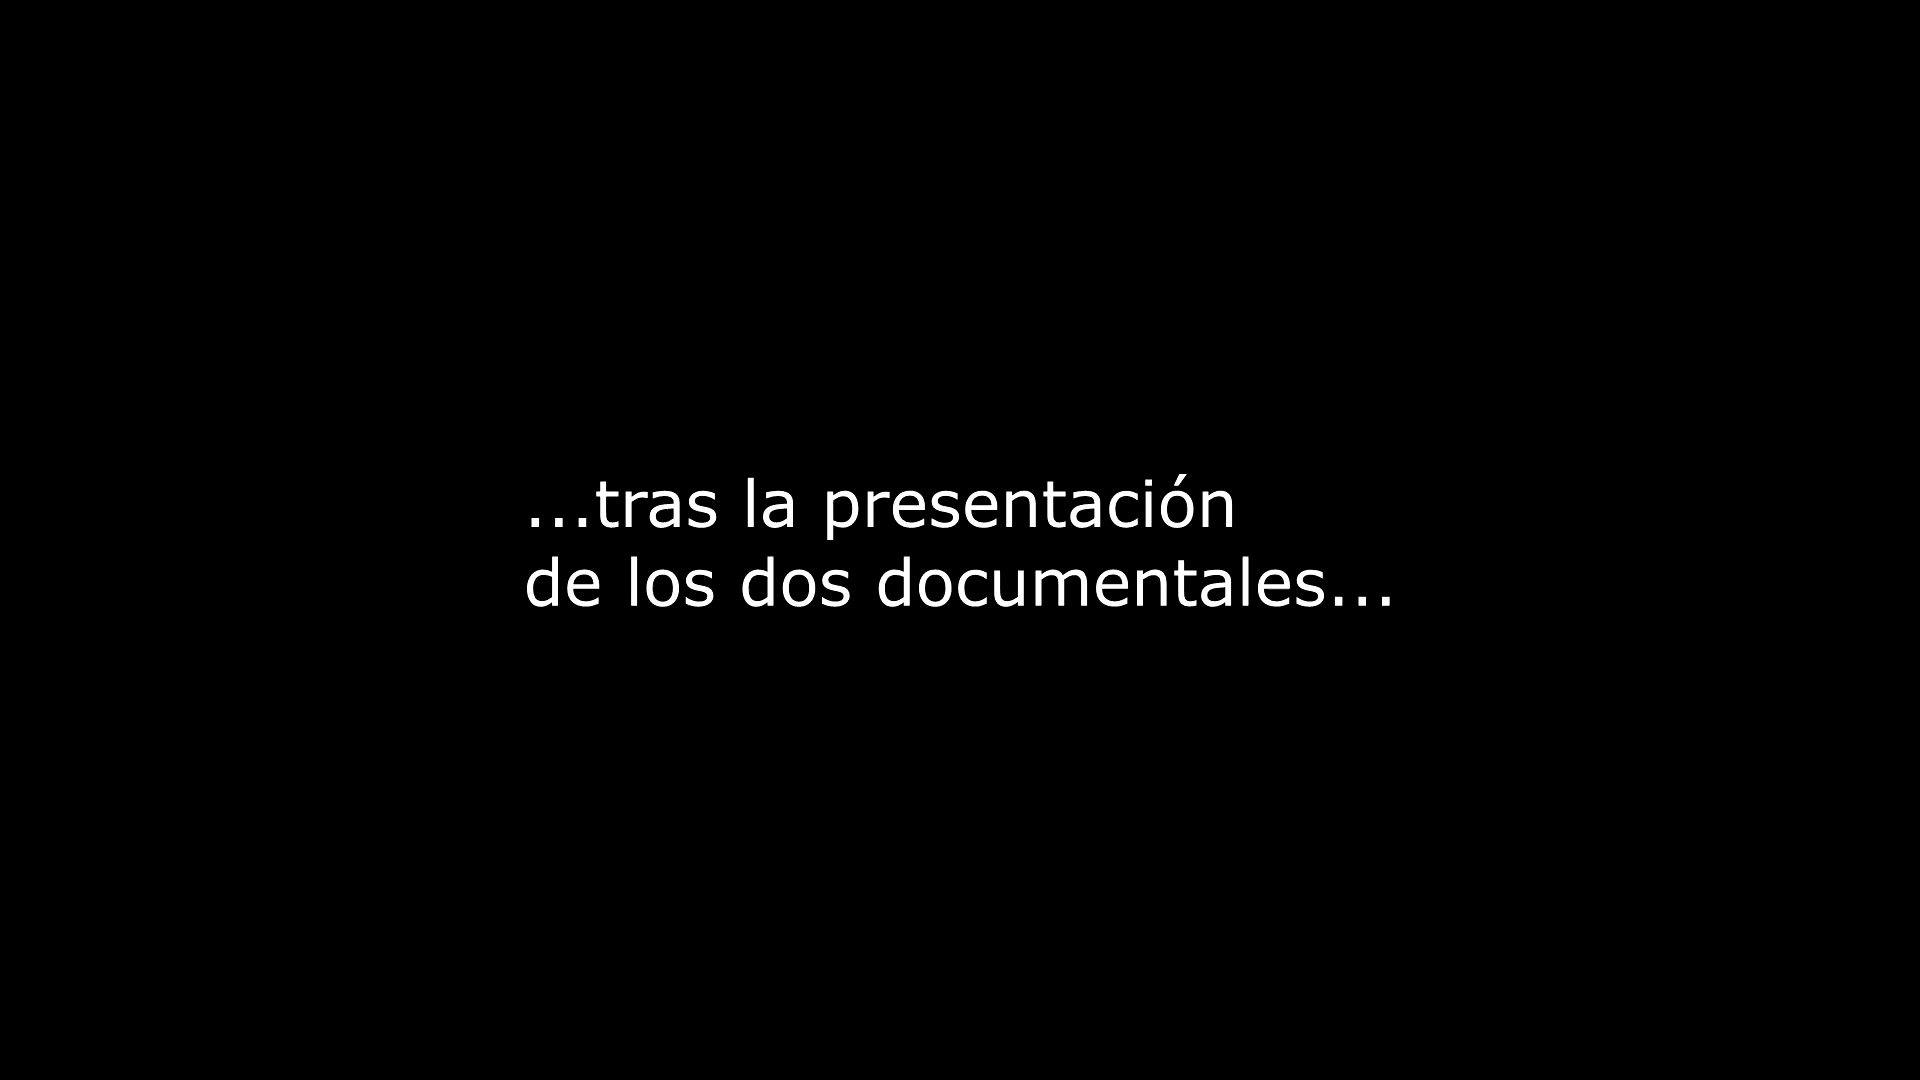 ...tras la presentación
de los dos documentales...